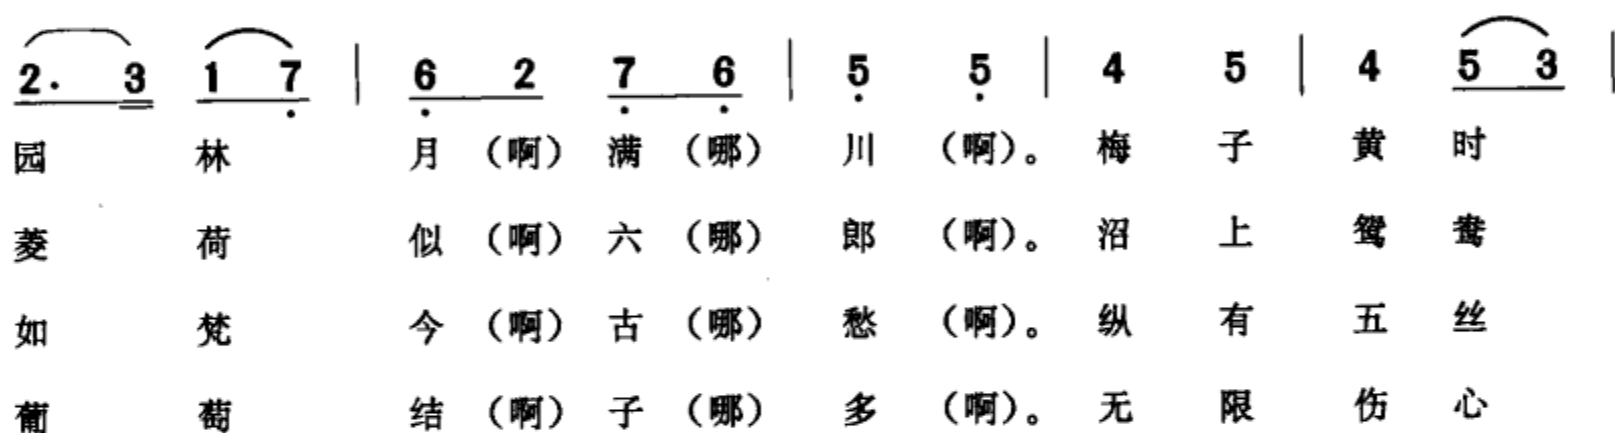 2. 3 1 7 | 6 2 7 6 | 5 5 | 4 5 | 4 5 3 |
园 林 月 （啊） 满 （哪） 川 （啊）。 梅 子 黄 时
菱 荷 似 （啊） 六 （哪） 郎 （啊）。 沼 上 鸳 鸯
如 梵 今 （啊） 古 （哪） 愁 （啊）。 纵 有 五 丝
葡 萄 结 （啊） 子 （哪） 多 （啊）。 无 限 伤 心